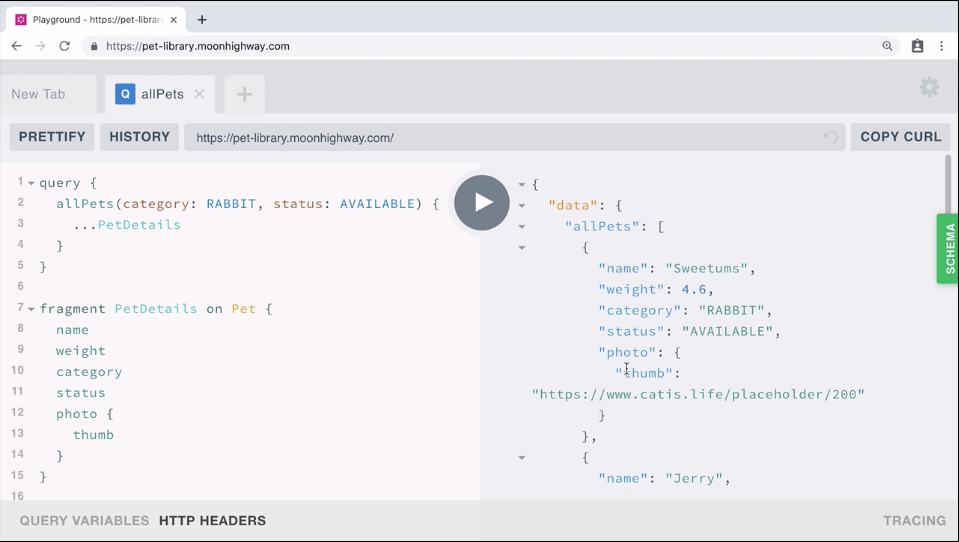 Playground - https://pet-librar
https://pet-library.moonhighway.com
New Tab
Q allPets
PRETTIFY
HISTORY
https://pet-library.moonhighway.com/
COPY CURL
1 query {
2 allPets(category: RABBIT, status: AVAILABLE) {
3 ...PetDetails
4 }
5 }
6
7 fragment PetDetails on Pet {
8 name
9 weight
10 category
11 status
12 photo {
13 thumb
14 }
15 }
16
{
"data": {
"allPets": [
{
"name": "Sweetums",
"weight": 4.6,
"category": "RABBIT",
"status": "AVAILABLE",
"photo": {
"thumb":
"https://www.catis.life/placeholder/200"
}
},
{
"name": "Jerry",
SCHEMA
QUERY VARIABLES
HTTP HEADERS
TRACING